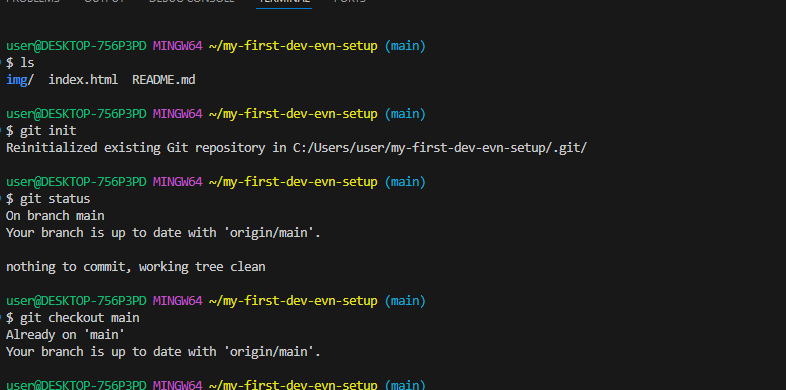 PROBLEMS OUTPUT DEBUG CONSOLE TERMINAL PORTS
user@DESKTOP-756P3PD MINGW64 ~/my-first-dev-evn-setup (main)
$ ls
img/ index.html README.md
user@DESKTOP-756P3PD MINGW64 ~/my-first-dev-evn-setup (main)
$ git init
Reinitialized existing Git repository in C:/Users/user/my-first-dev-evn-setup/.git/
user@DESKTOP-756P3PD MINGW64 ~/my-first-dev-evn-setup (main)
$ git status
On branch main
Your branch is up to date with 'origin/main'.
nothing to commit, working tree clean
user@DESKTOP-756P3PD MINGW64 ~/my-first-dev-evn-setup (main)
$ git checkout main
Already on 'main'
Your branch is up to date with 'origin/main'.
user@DESKTOP-756P3PD MINGW64 ~/my-first-dev-evn-setup (main)